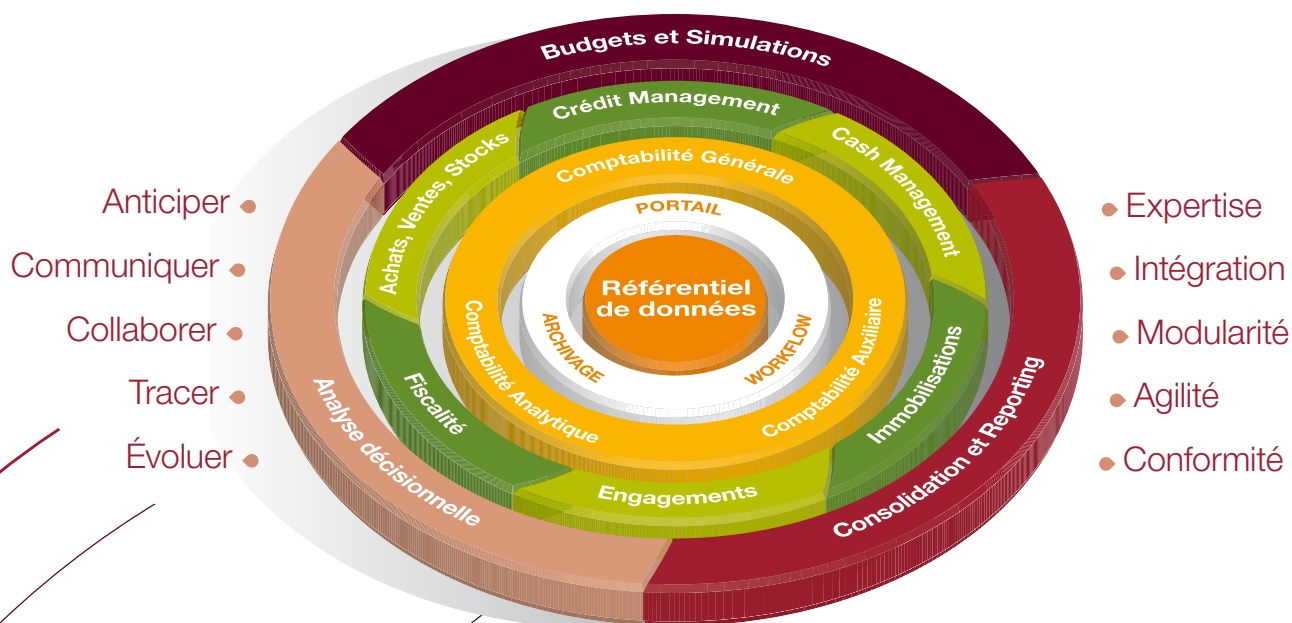 Budgets et Simulations
Crédit Management
Cash Management
Achats, Ventes, Stocks
Comptabilité Générale
PORTAIL
Référentiel
de données
ARCHIVAGE
WORKFLOW
Comptabilité Analytique
Comptabilité Auxiliaire
Immobilisations
Fiscalité
Engagements
Analyse décisionnelle
Consolidation et Reporting
Anticiper
Communiquer
Collaborer
Tracer
Évoluer
Expertise
Intégration
Modularité
Agilité
Conformité